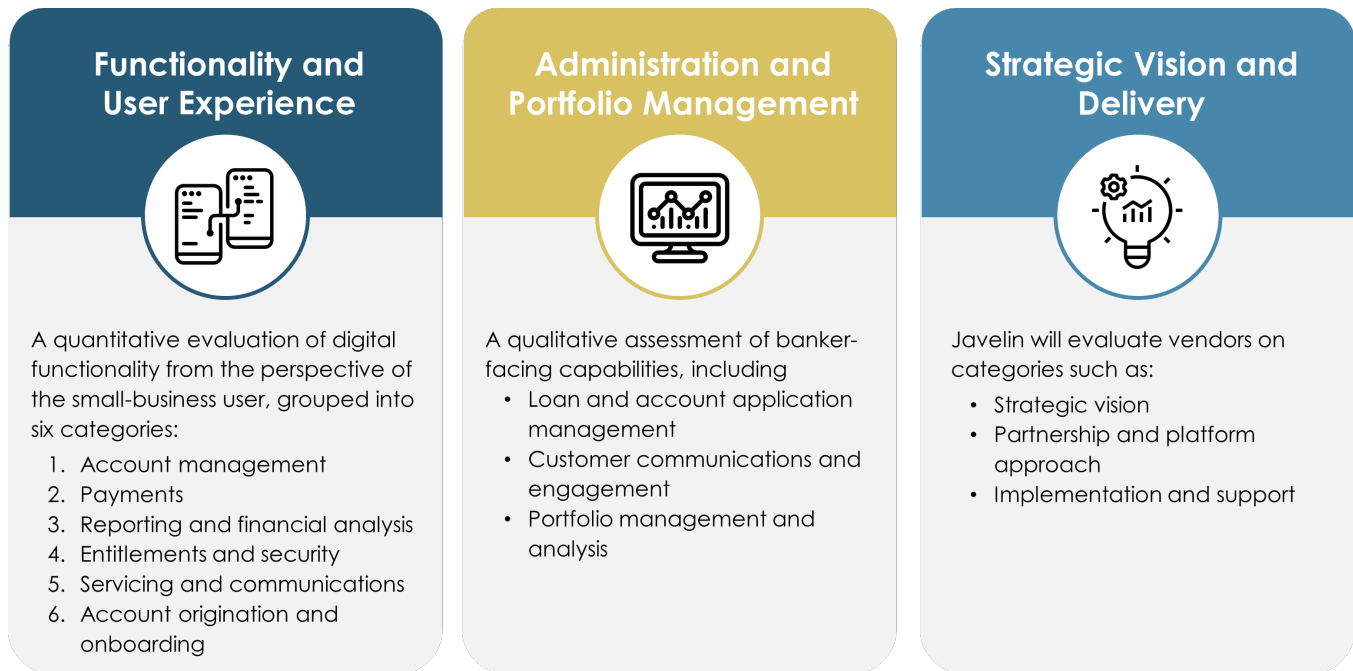 Functionality and
User Experience
A quantitative evaluation of digital
functionality from the perspective of
the small-business user, grouped into
six categories:
1. Account management
2. Payments
3. Reporting and financial analysis
4. Entitlements and security
5. Servicing and communications
6. Account origination and
onboarding
Administration and
Portfolio Management
A qualitative assessment of banker-
facing capabilities, including
• Loan and account application
management
• Customer communications and
engagement
• Portfolio management and
analysis
Strategic Vision and
Delivery
Javelin will evaluate vendors on
categories such as:
• Strategic vision
• Partnership and platform
approach
• Implementation and support